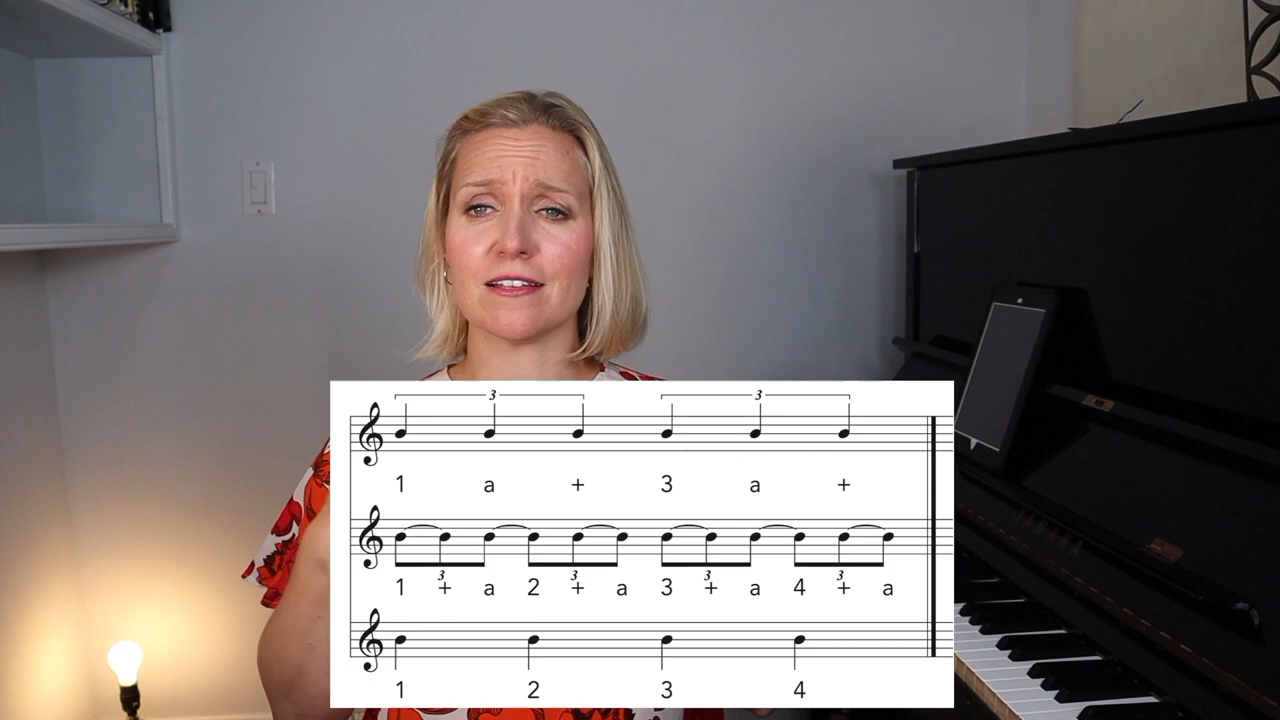 3 3
1 a + 3 a +
3 3 3 3
1 + a 2 + a 3 + a 4 + a
1 2 3 4